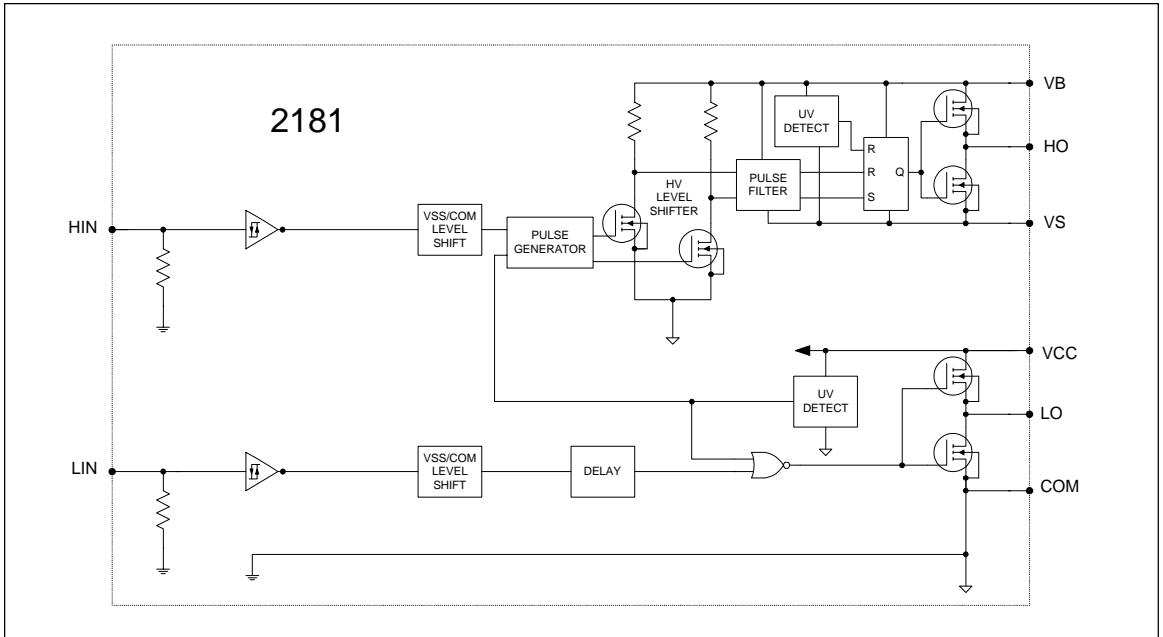 2181
VB
UV
DETECT
R
HO
R
Q
PULSE
FILTER
HV
LEVEL
SHIFTER
S
VS
HIN
VSS/COM
LEVEL
SHIFT
PULSE
GENERATOR
VCC
UV
DETECT
LO
LIN
VSS/COM
LEVEL
SHIFT
DELAY
COM